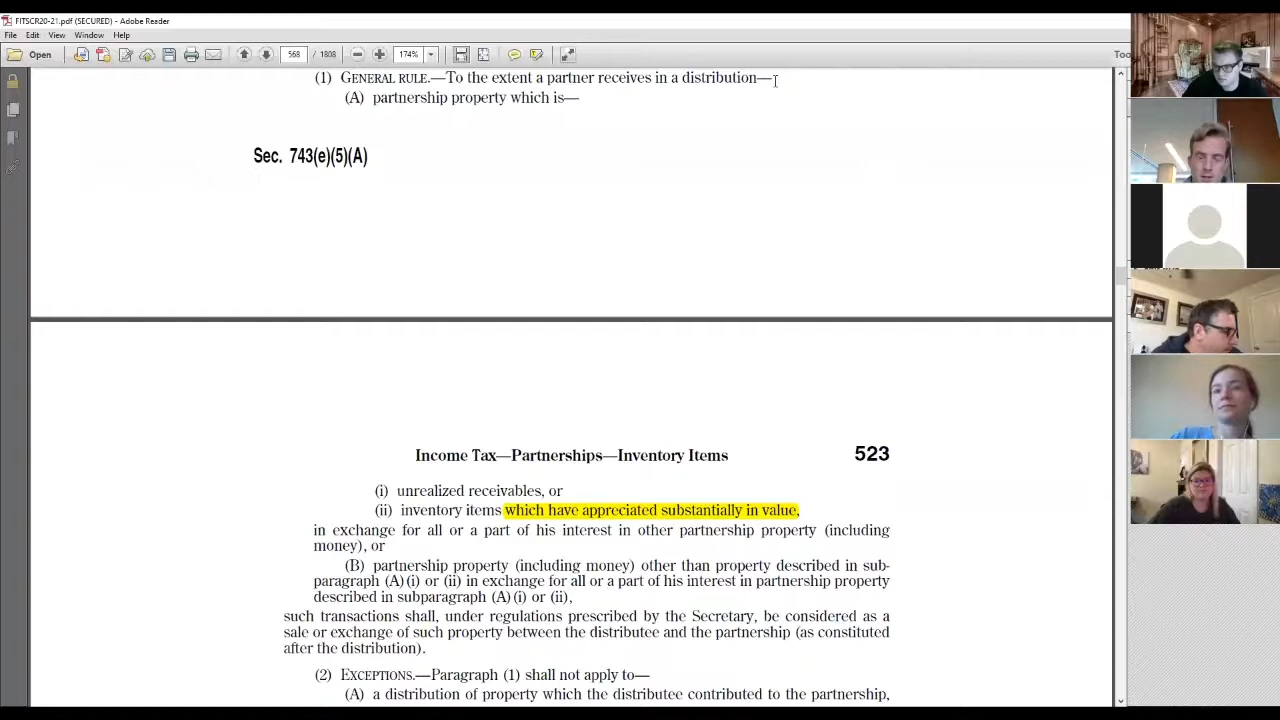 FITSCR20-21.pdf (SECURED) - Adobe Reader
File Edit View Window Help
Open 568 / 1808 174% Too
(1) GENERAL RULE.—To the extent a partner receives in a distribution—
(A) partnership property which is—
Sec. 743(e)(5)(A)
Income Tax—Partnerships—Inventory Items 523
(i) unrealized receivables, or
(ii) inventory items which have appreciated substantially in value,
in exchange for all or a part of his interest in other partnership property (including
money), or
(B) partnership property (including money) other than property described in sub-
paragraph (A)(i) or (ii) in exchange for all or a part of his interest in partnership property
described in subparagraph (A)(i) or (ii),
such transactions shall, under regulations prescribed by the Secretary, be considered as a
sale or exchange of such property between the distributee and the partnership (as constituted
after the distribution).
(2) EXCEPTIONS.—Paragraph (1) shall not apply to—
(A) a distribution of property which the distributee contributed to the partnership,